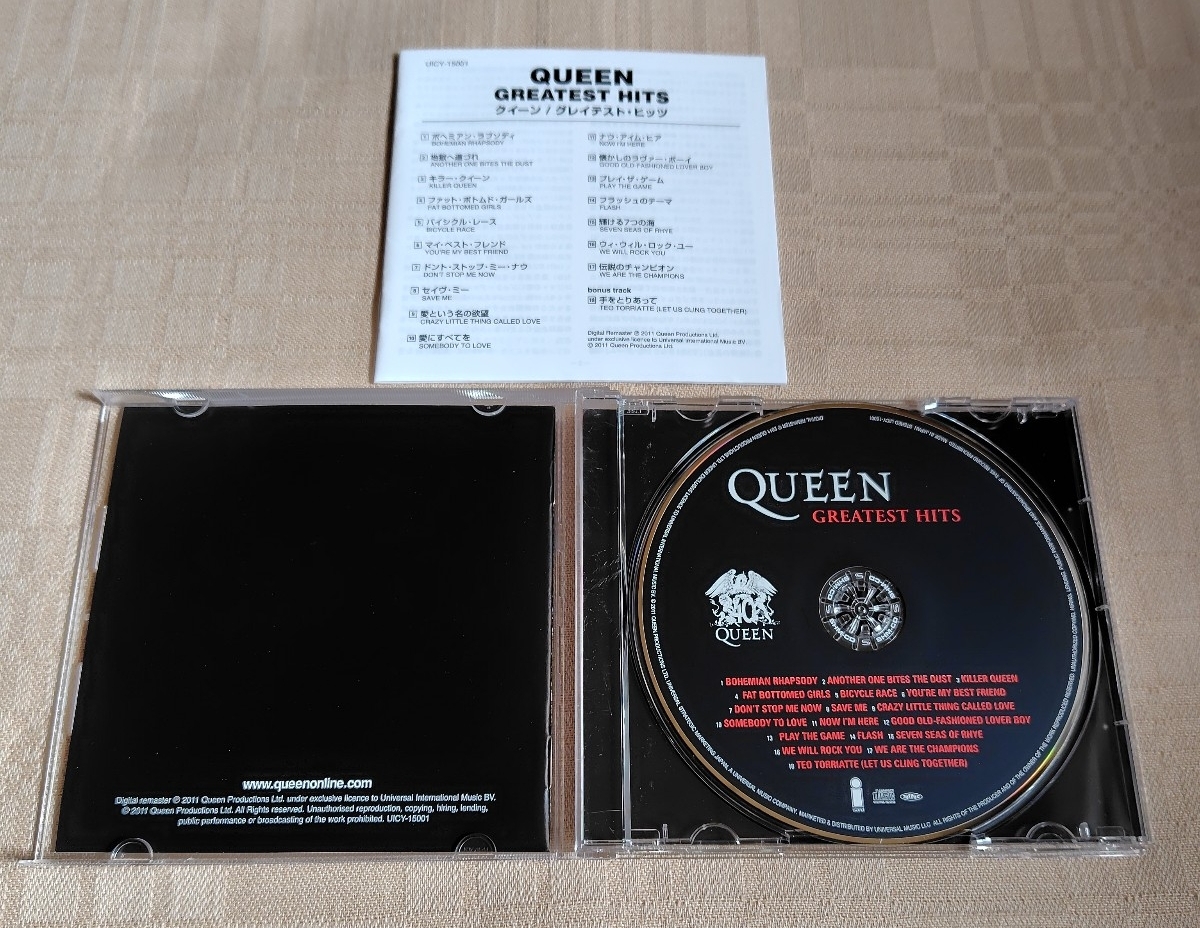 UICY-15001
QUEEN
GREATEST HITS
クイーン / グレイテスト・ヒッツ
1 ボヘミアン・ラプソディ
BOHEMIAN RHAPSODY
2 地獄へ道づれ
ANOTHER ONE BITES THE DUST
3 キラー・クイーン
KILLER QUEEN
4 ファット・ボトムド・ガールズ
FAT BOTTOMED GIRLS
5 バイシクル・レース
BICYCLE RACE
6 マイ・ベスト・フレンド
YOU'RE MY BEST FRIEND
7 ドント・ストップ・ミー・ナウ
DON'T STOP ME NOW
8 セイヴ・ミー
SAVE ME
9 愛という名の欲望
CRAZY LITTLE THING CALLED LOVE
10 愛にすべてを
SOMEBODY TO LOVE
11 ナウ・アイム・ヒア
NOW I'M HERE
12 懐かしのラヴァー・ボーイ
GOOD OLD-FASHIONED LOVER BOY
13 プレイ・ザ・ゲーム
PLAY THE GAME
14 フラッシュのテーマ
FLASH
15 輝ける7つの海
SEVEN SEAS OF RHYE
16 ウィ・ウィル・ロック・ユー
WE WILL ROCK YOU
17 伝説のチャンピオン
WE ARE THE CHAMPIONS
bonus track
18 手をとりあって
TEO TORRIATTE (LET US CLING TOGETHER)
Digital Remaster ℗ 2011 Queen Productions Ltd.
under exclusive licence to Universal International Music BV.
© 2011 Queen Productions Ltd.
www.queenonline.com
Digital remaster ℗ 2011 Queen Productions Ltd. under exclusive licence to Universal International Music BV.
© 2011 Queen Productions Ltd. All Rights reserved. Unauthorised reproduction, copying, hiring, lending,
public performance or broadcasting of the work prohibited. UICY-15001
QUEEN
GREATEST HITS
40
QUEEN
SHM-CD
1 BOHEMIAN RHAPSODY 2 ANOTHER ONE BITES THE DUST 3 KILLER QUEEN
4 FAT BOTTOMED GIRLS 5 BICYCLE RACE 6 YOU'RE MY BEST FRIEND
7 DON'T STOP ME NOW 8 SAVE ME 9 CRAZY LITTLE THING CALLED LOVE
10 SOMEBODY TO LOVE 11 NOW I'M HERE 12 GOOD OLD-FASHIONED LOVER BOY
13 PLAY THE GAME 14 FLASH 15 SEVEN SEAS OF RHYE
16 WE WILL ROCK YOU 17 WE ARE THE CHAMPIONS
18 TEO TORRIATTE (LET US CLING TOGETHER)